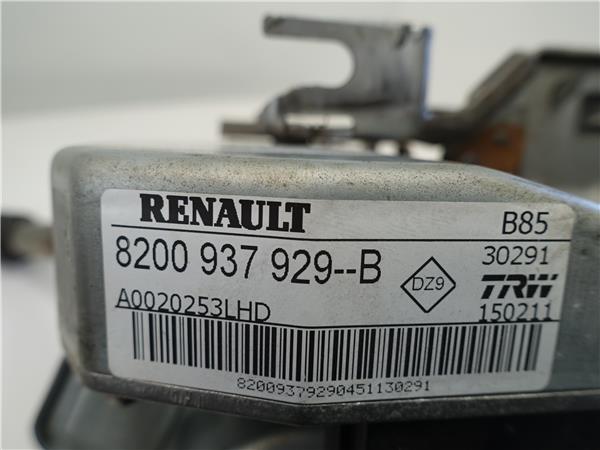 RENAULT
B85
8200 937 929--B
30291
DZ9
TRW
A0020253LHD
150211
82009379290451130291